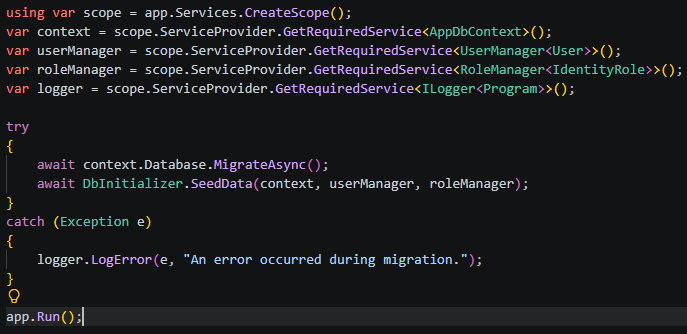 using var scope = app.Services.CreateScope();
var context = scope.ServiceProvider.GetRequiredService<AppDbContext>();
var userManager = scope.ServiceProvider.GetRequiredService<UserManager<User>>();
var roleManager = scope.ServiceProvider.GetRequiredService<RoleManager<IdentityRole>>();
var logger = scope.ServiceProvider.GetRequiredService<ILogger<Program>>();

try
{
    await context.Database.MigrateAsync();
    await DbInitializer.SeedData(context, userManager, roleManager);
}
catch (Exception e)
{
    logger.LogError(e, "An error occurred during migration.");
}

app.Run();